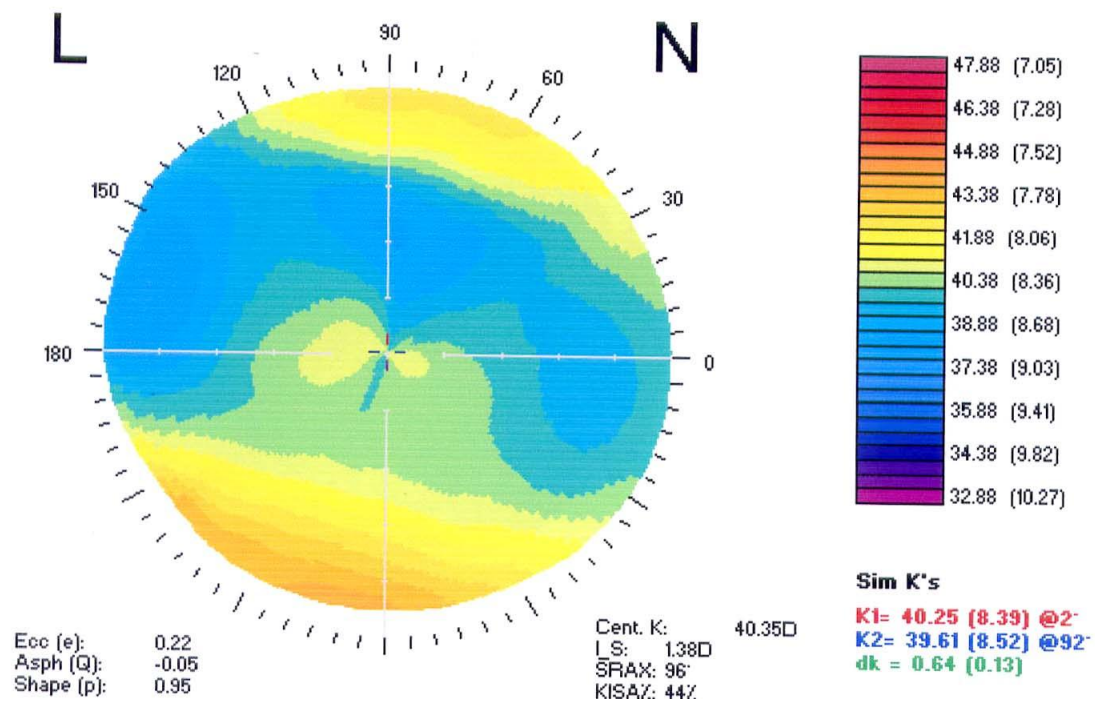 L
N
90
120
60
150
30
180
0
47.88 (7.05)
46.38 (7.28)
44.88 (7.52)
43.38 (7.78)
41.88 (8.06)
40.38 (8.36)
38.88 (8.68)
37.38 (9.03)
35.88 (9.41)
34.38 (9.82)
32.88 (10.27)
Sim K's
K1= 40.25 (8.39) @2°
K2= 39.61 (8.52) @92°
dk = 0.64 (0.13)
Ecc (e): 0.22
Asph (Q): -0.05
Shape (p): 0.95
Cent. K: 40.35D
I_S: 1.38D
SRAX: 96°
KISA%: 44%